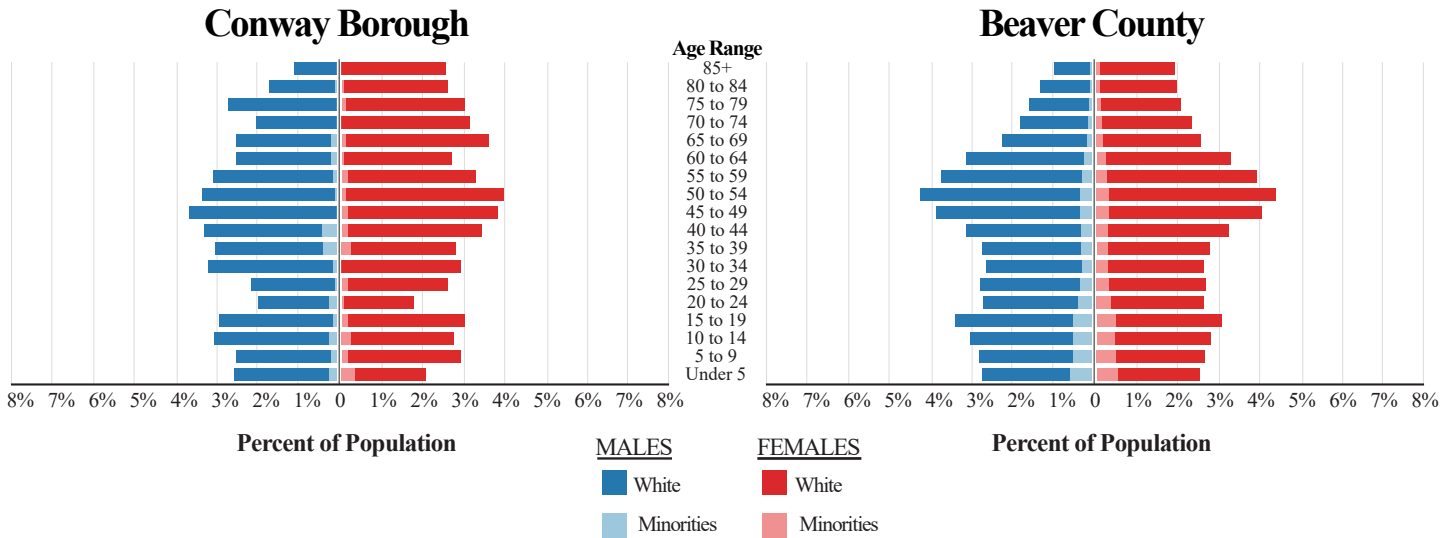 Conway Borough
Beaver County
Age Range
85+
80 to 84
75 to 79
70 to 74
65 to 69
60 to 64
55 to 59
50 to 54
45 to 49
40 to 44
35 to 39
30 to 34
25 to 29
20 to 24
15 to 19
10 to 14
5 to 9
Under 5
8% 7% 6% 5% 4% 2% 1% 0 1% 2% 3% 4% 5% 6% 7% 8%
8% 7% 6% 5% 4% 2% 1% 0 1% 2% 3% 4% 5% 6% 7% 8%
Percent of Population
Percent of Population
MALES
White
Minorities
FEMALES
White
Minorities